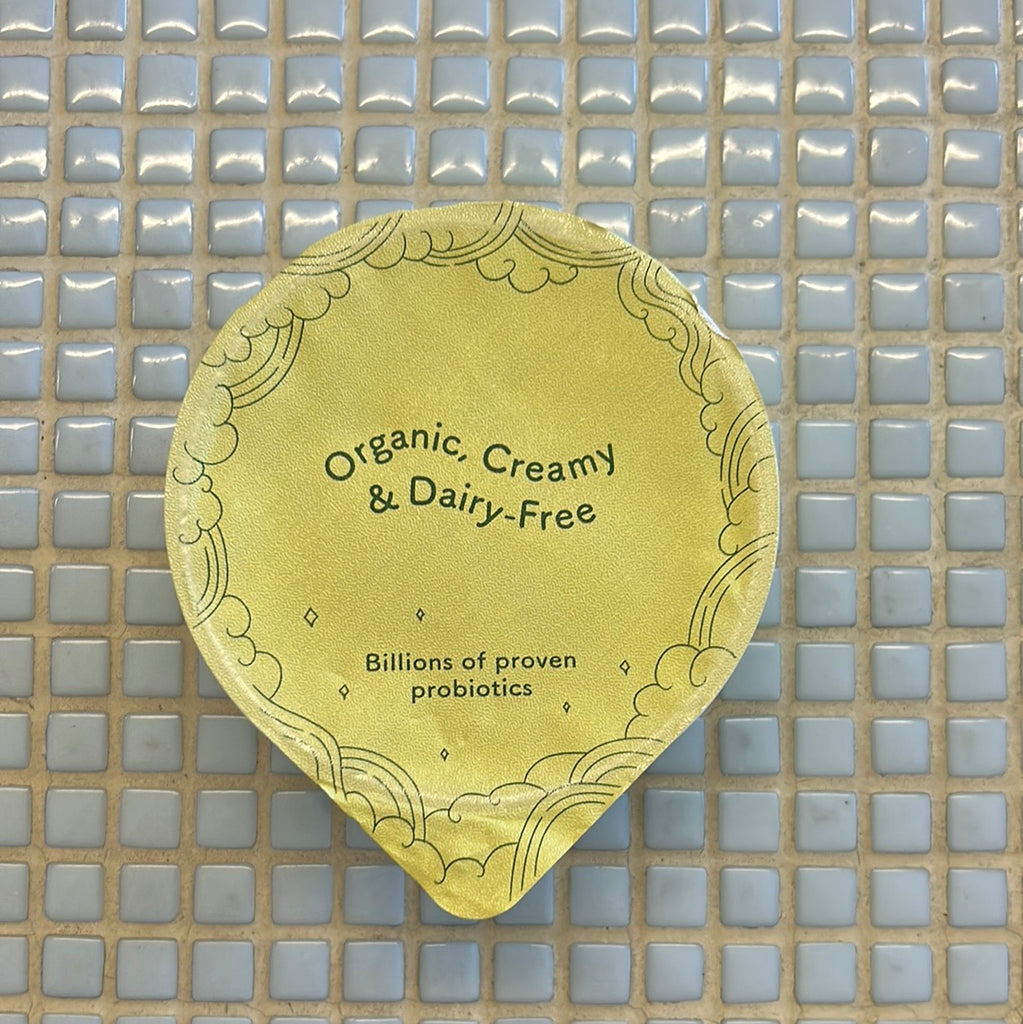 Organic, Creamy
& Dairy-Free
Billions of proven
probiotics